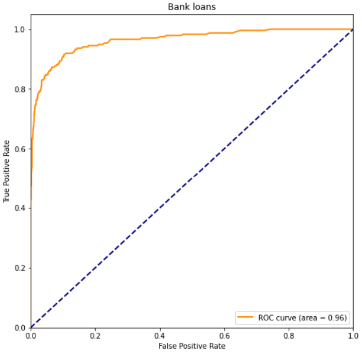 Bank loans
True Positive Rate
1.0
0.8
0.6
0.4
0.2
0.0
ROC curve (area = 0.96)
0.0 0.2 0.4 0.6 0.8 1.0
False Positive Rate